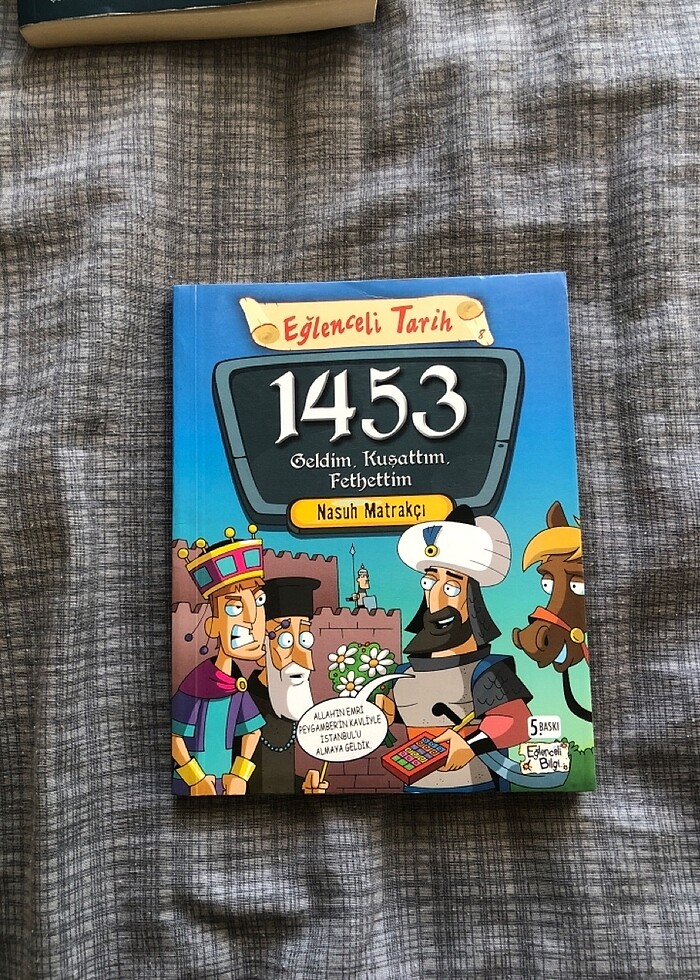 Eğlenceli Tarih
8
1453
Geldim, Kuşattım,
Fethettim
Nasuh Matrakçı
ALLAH'IN EMRİ
PEYGAMBER'İN KAVLİYLE
İSTANBUL'U
ALMAYA GELDİK.
5 BASKI
Eğlenceli
Bilgi